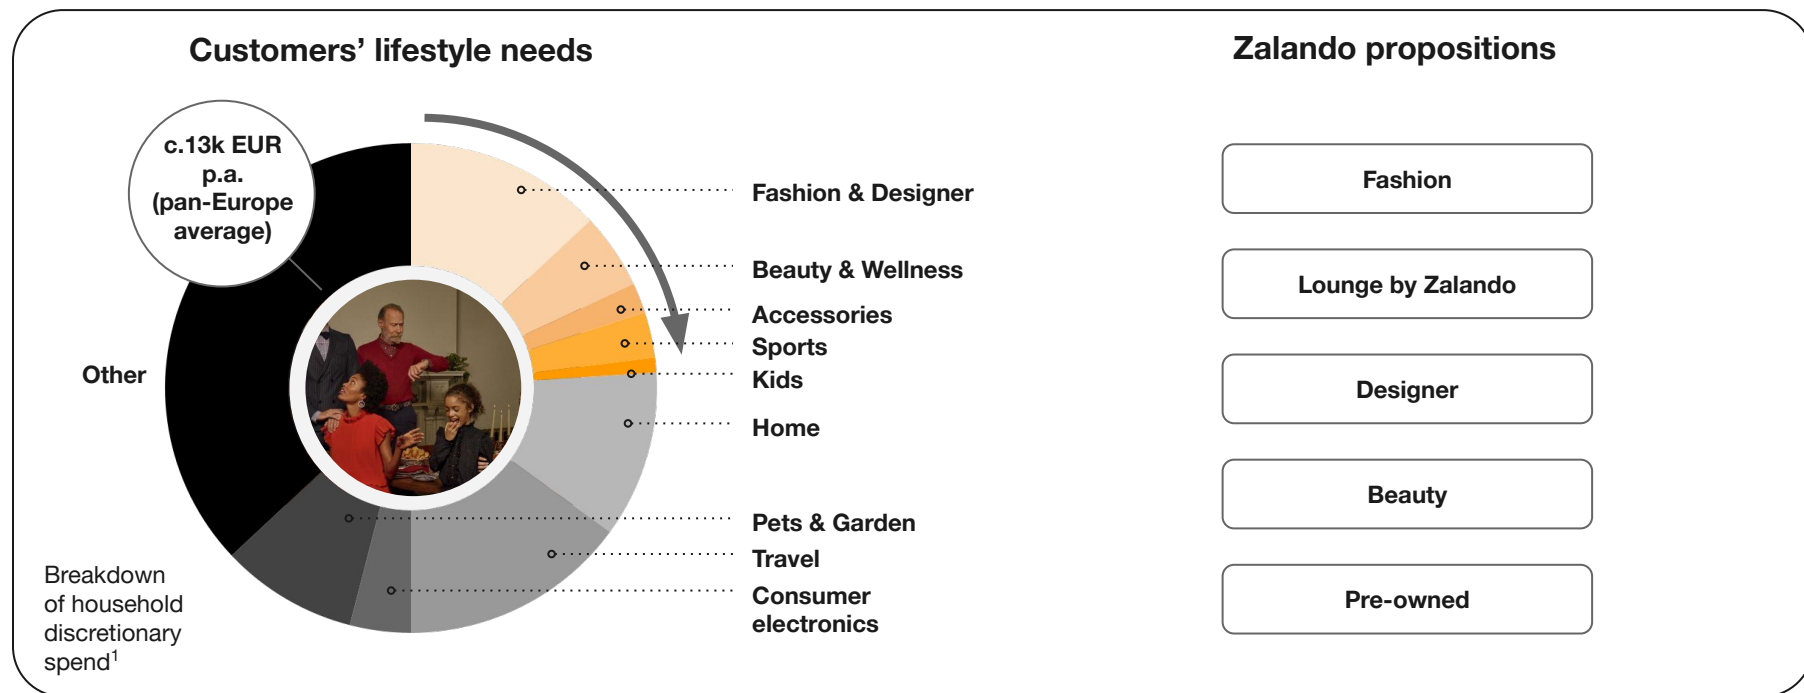 Customers’ lifestyle needs
c.13k EUR
p.a.
(pan-Europe
average)
Fashion & Designer
Beauty & Wellness
Accessories
Sports
Kids
Home
Pets & Garden
Travel
Consumer
electronics
Other
Breakdown
of household
discretionary
spend¹
Zalando propositions
Fashion
Lounge by Zalando
Designer
Beauty
Pre-owned